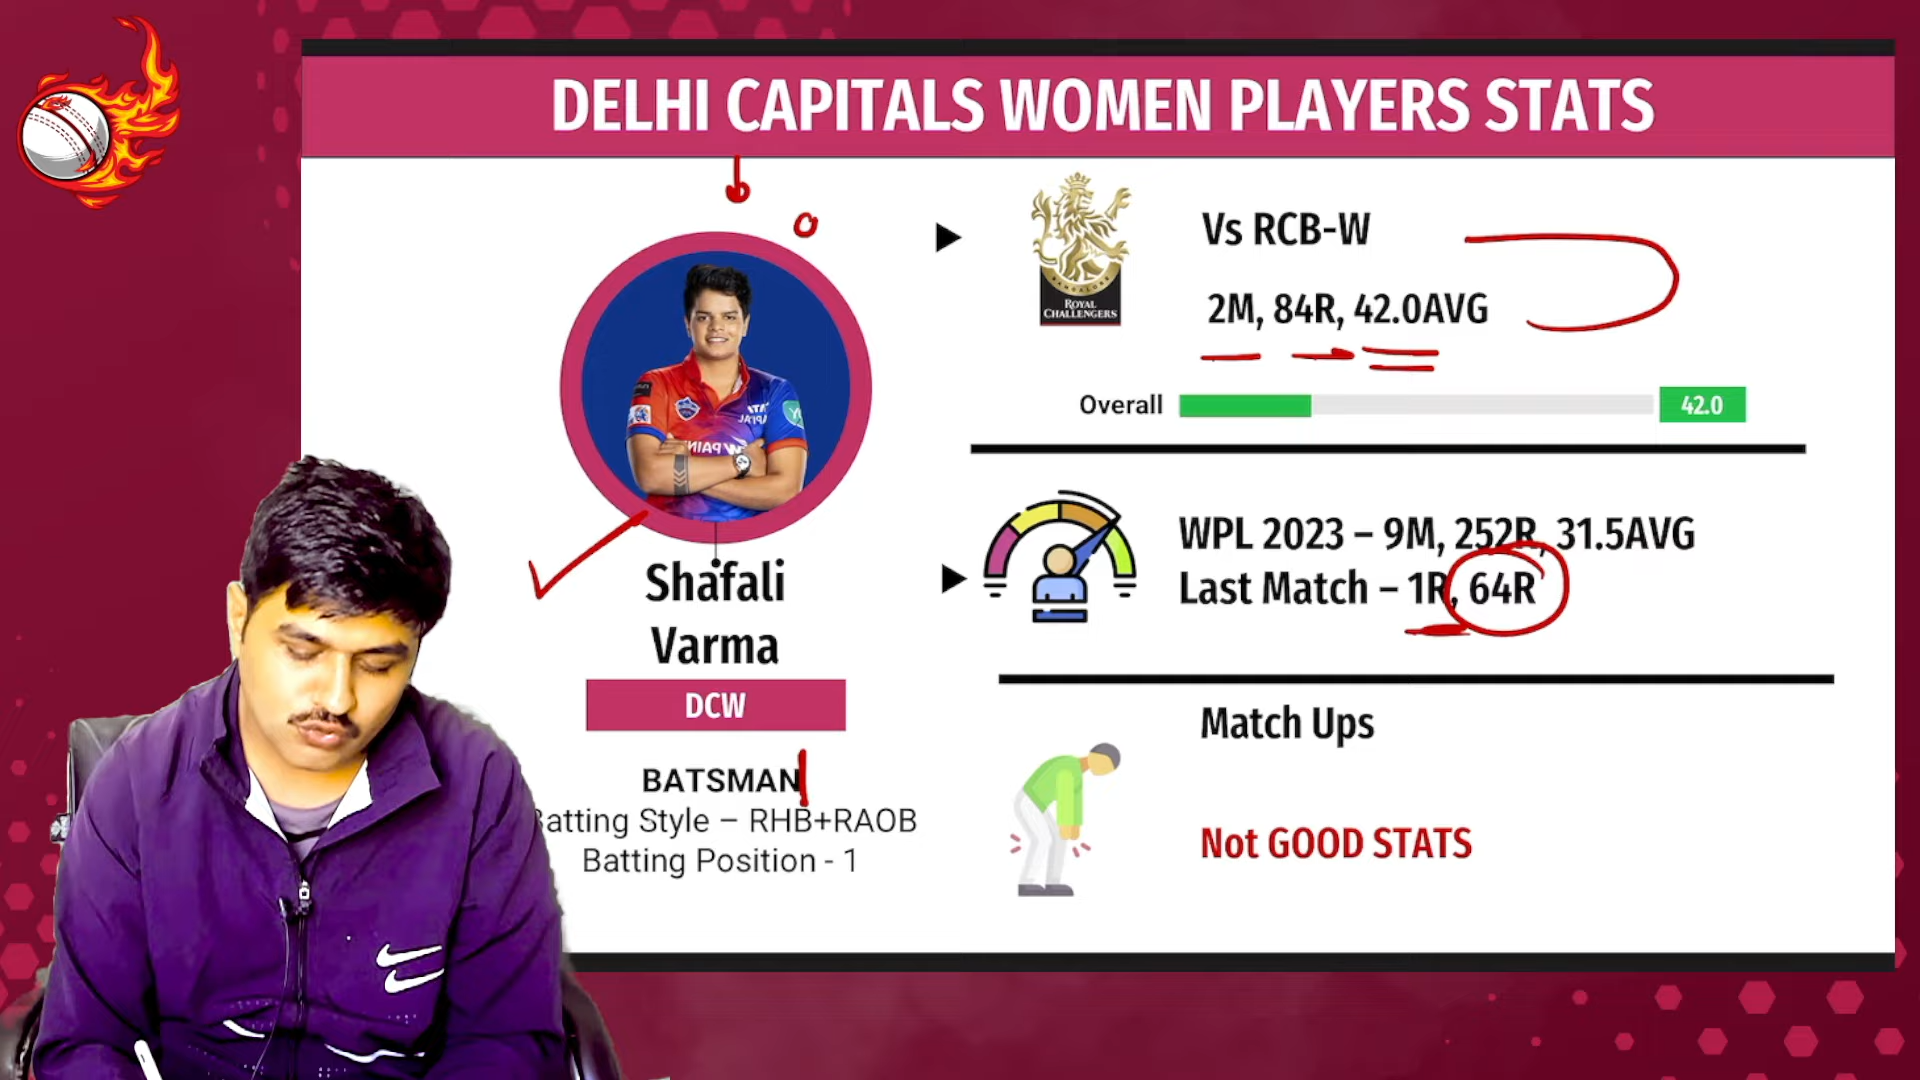 DELHI CAPITALS WOMEN PLAYERS STATS
Vs RCB-W
2M, 84R, 42.0AVG
ROYAL
CHALLENGERS
Overall
42.0
WPL 2023 – 9M, 252R, 31.5AVG
Last Match – 1R, 64R
Shafali
Varma
DCW
BATSMAN
Batting Style – RHB+RAOB
Batting Position - 1
Match Ups
Not GOOD STATS